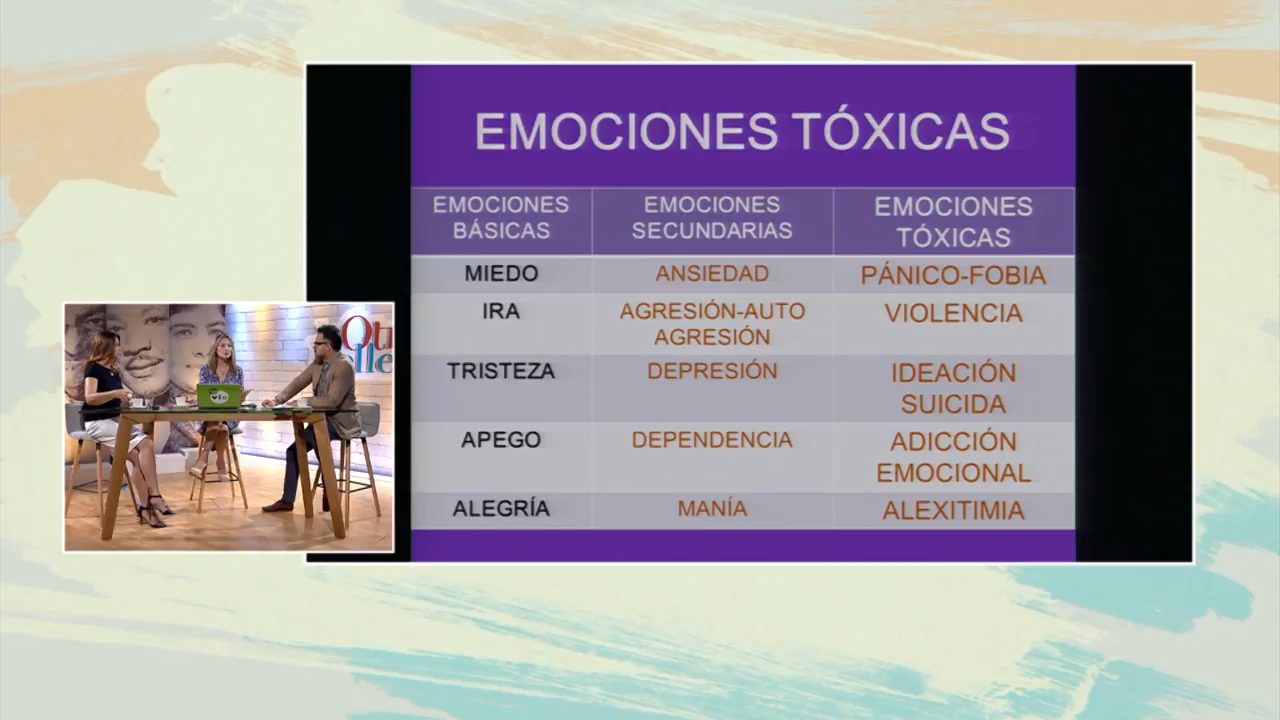 EMOCIONES TÓXICAS
EMOCIONES BÁSICAS
EMOCIONES SECUNDARIAS
EMOCIONES TÓXICAS
MIEDO
ANSIEDAD
PÁNICO-FOBIA
IRA
AGRESIÓN-AUTO
AGRESIÓN
VIOLENCIA
TRISTEZA
DEPRESIÓN
IDEACIÓN
SUICIDA
APEGO
DEPENDENCIA
ADICCIÓN
EMOCIONAL
ALEGRÍA
MANÍA
ALEXITIMIA